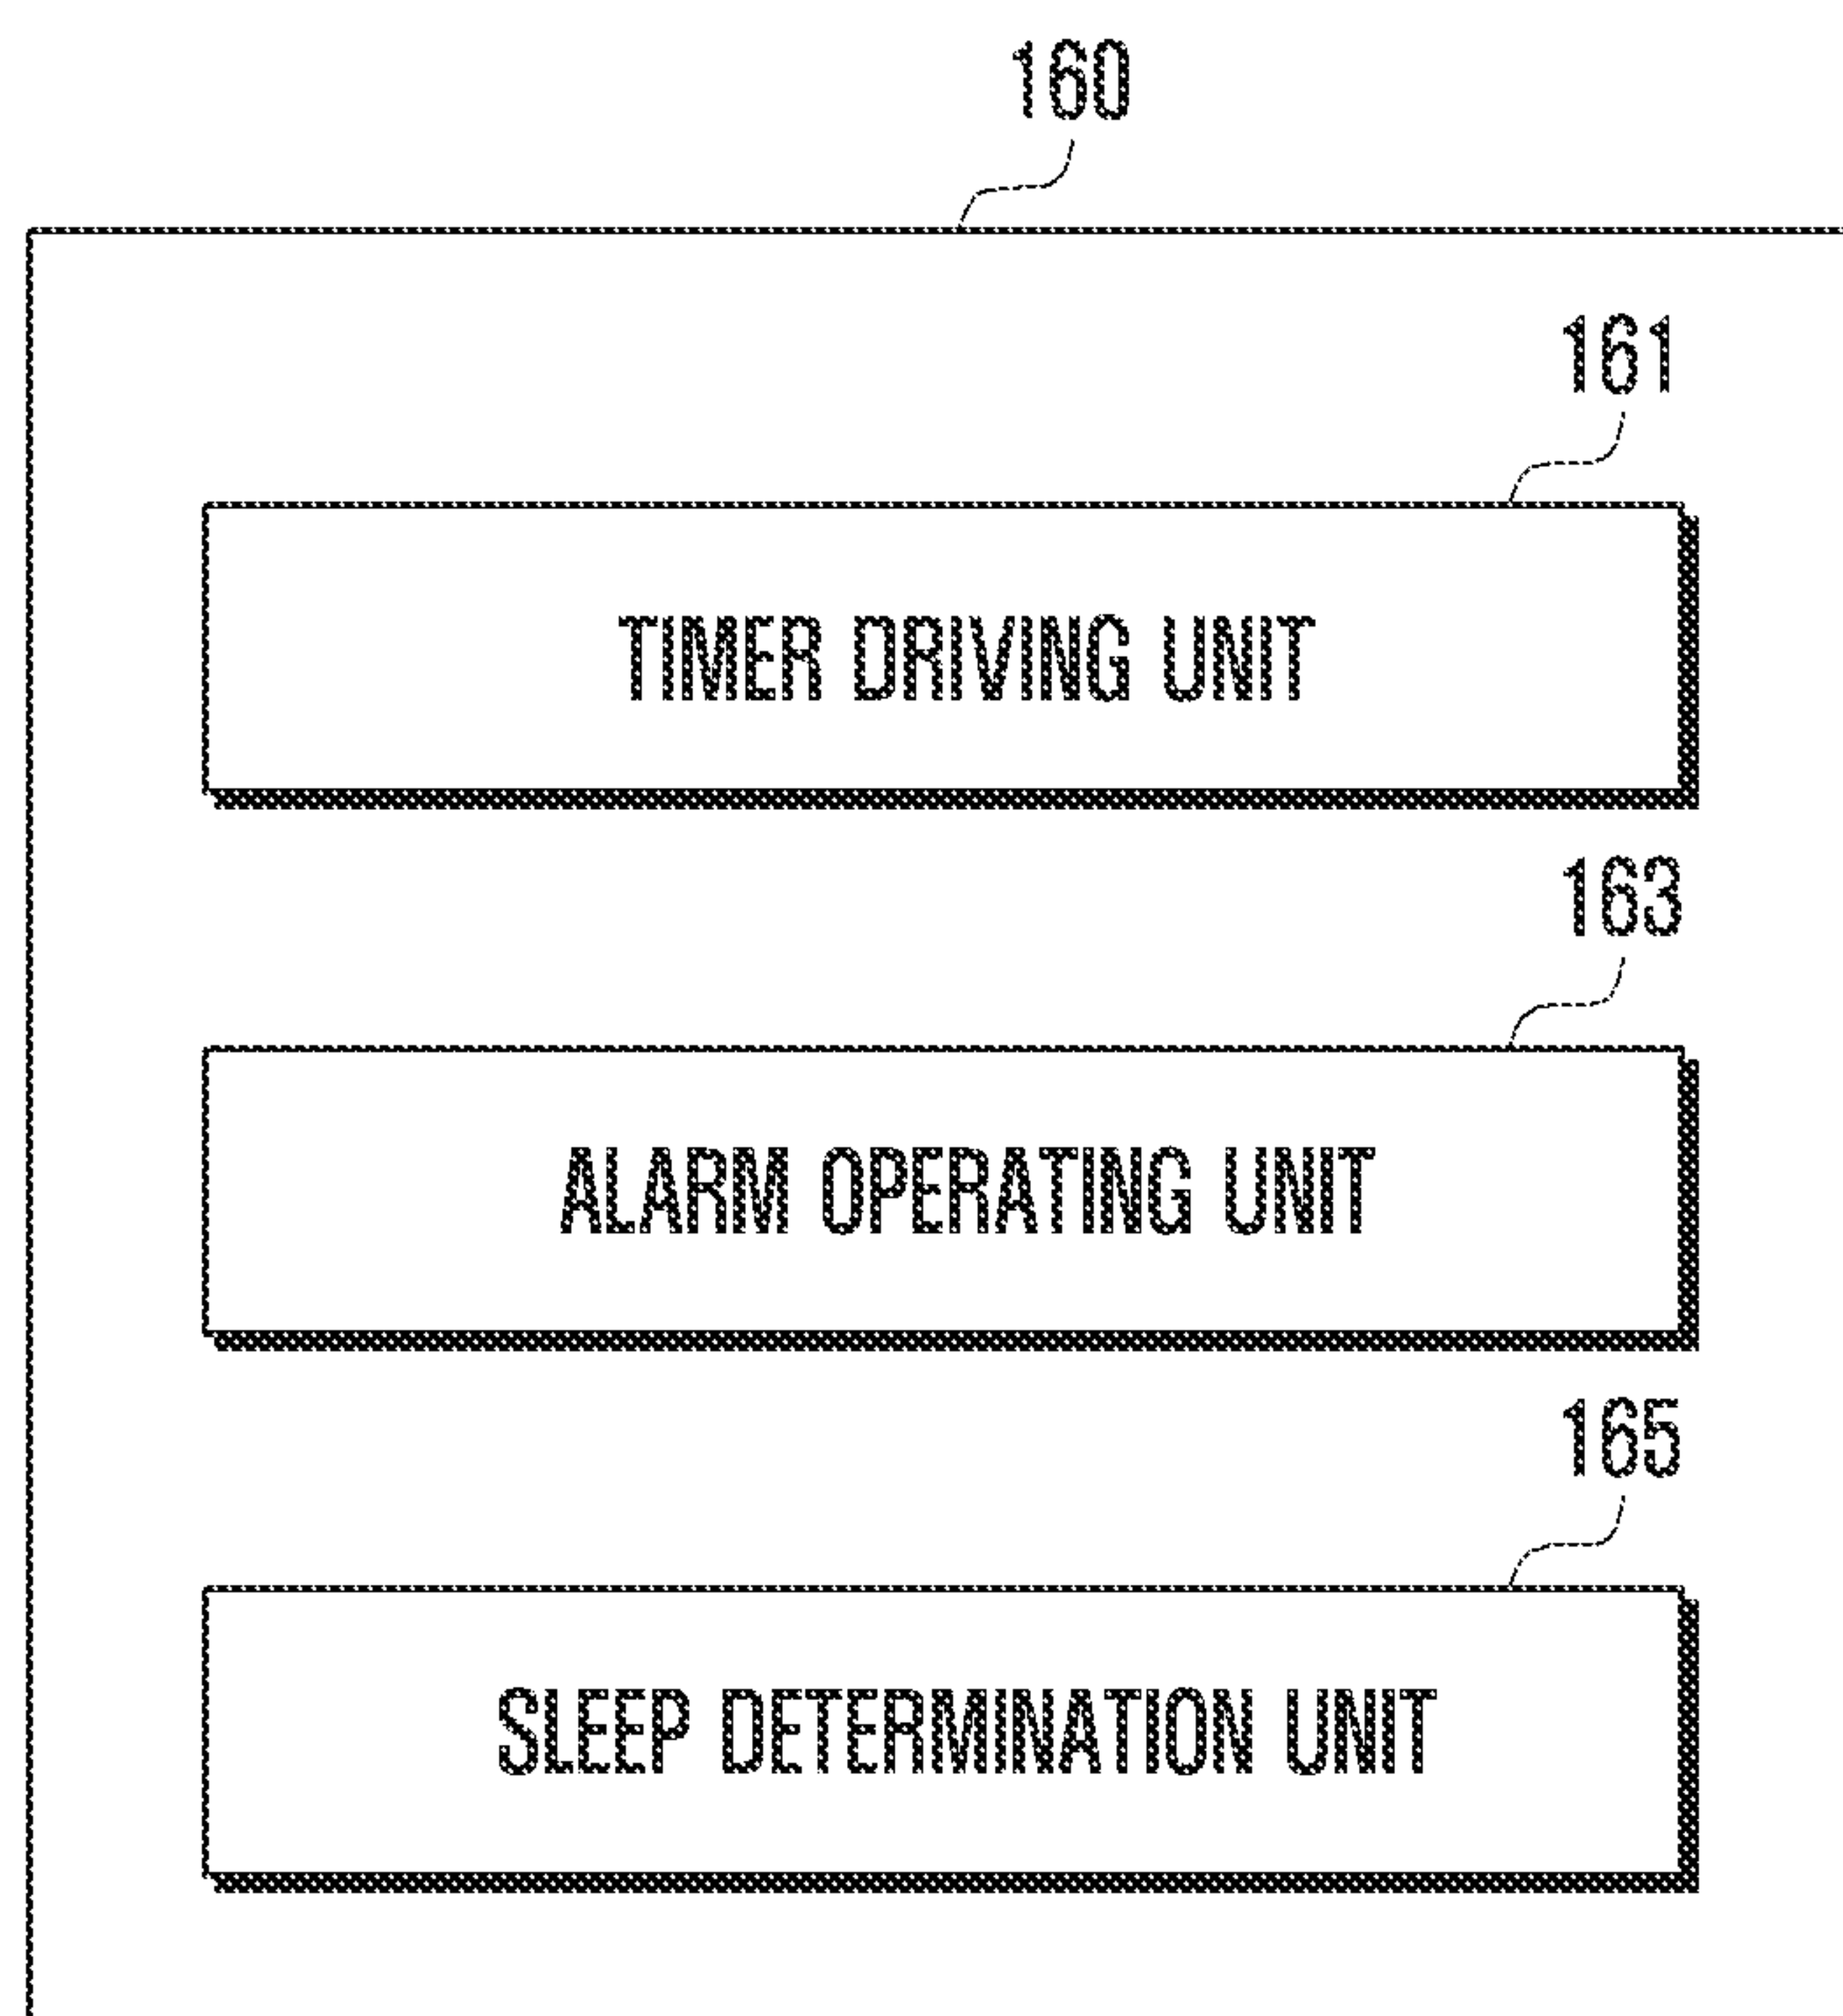 160
161
TIMER DRIVING UNIT
163
ALARM OPERATING UNIT
165
SLEEP DETERMINATION UNIT